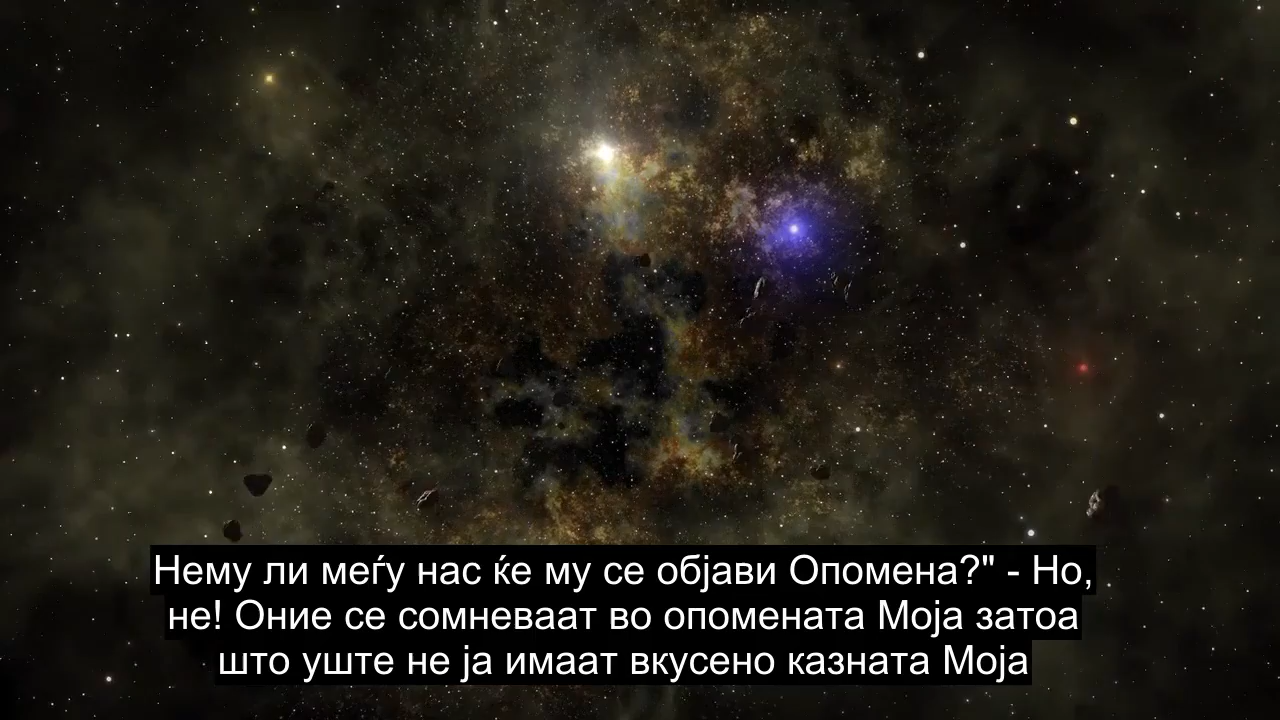 Нему ли меѓу нас ќе му се објави Опомена?" - Но,
не! Оние се сомневаат во опомената Моја затоа
што уште не ја имаат вкусено казната Моја